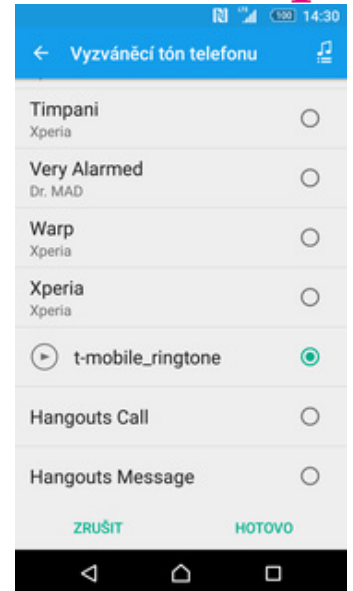 100 14:30
Vyzváněcí tón telefonu
Timpani
Xperia
Very Alarmed
Dr. MAD
Warp
Xperia
Xperia
Xperia
t-mobile_ringtone
Hangouts Call
Hangouts Message
ZRUŠIT HOTOVO